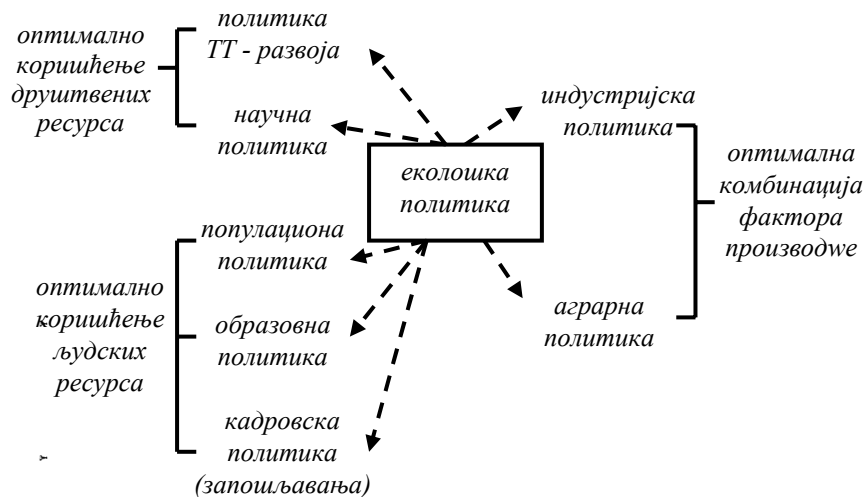 политика
ТТ - развоја
оптимално
коришћење
друштвених
ресурса
научна
политика
индустријска
политика
еколошка
политика
оптимална
комбинација
фактора
производwе
популациона
политика
оптимално
коришћење
људских
ресурса
образовна
политика
аграрна
политика
кадровска
политика
(запошљавања)